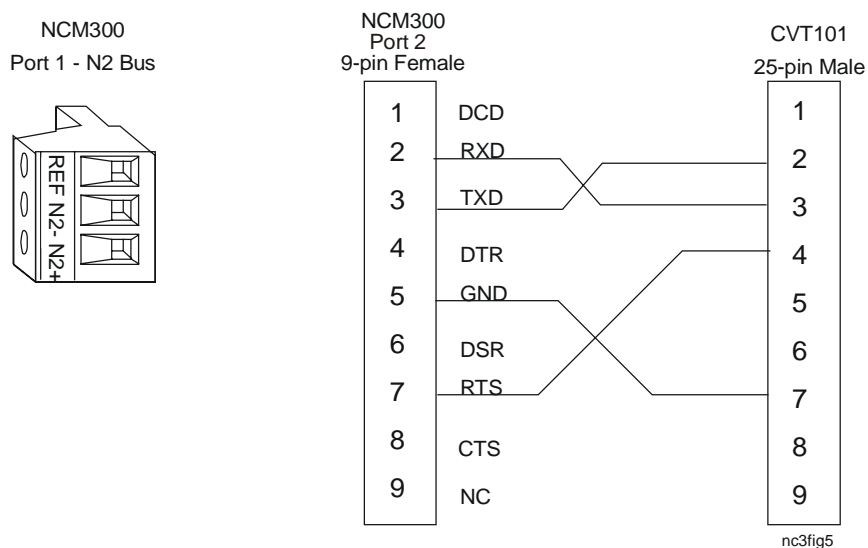 NCM300
Port 1 - N2 Bus
REF N2- N2+
NCM300
Port 2
9-pin Female
1 DCD
2 RXD
3 TXD
4 DTR
5 GND
6 DSR
7 RTS
8 CTS
9 NC
CVT101
25-pin Male
1
2
3
4
5
6
7
8
9
nc3fig5